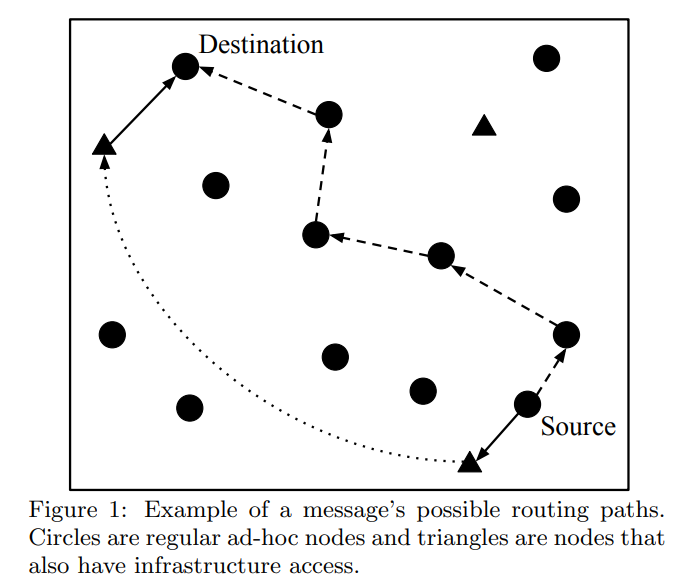 Destination
Source
Figure 1: Example of a message's possible routing paths.
Circles are regular ad-hoc nodes and triangles are nodes that
also have infrastructure access.